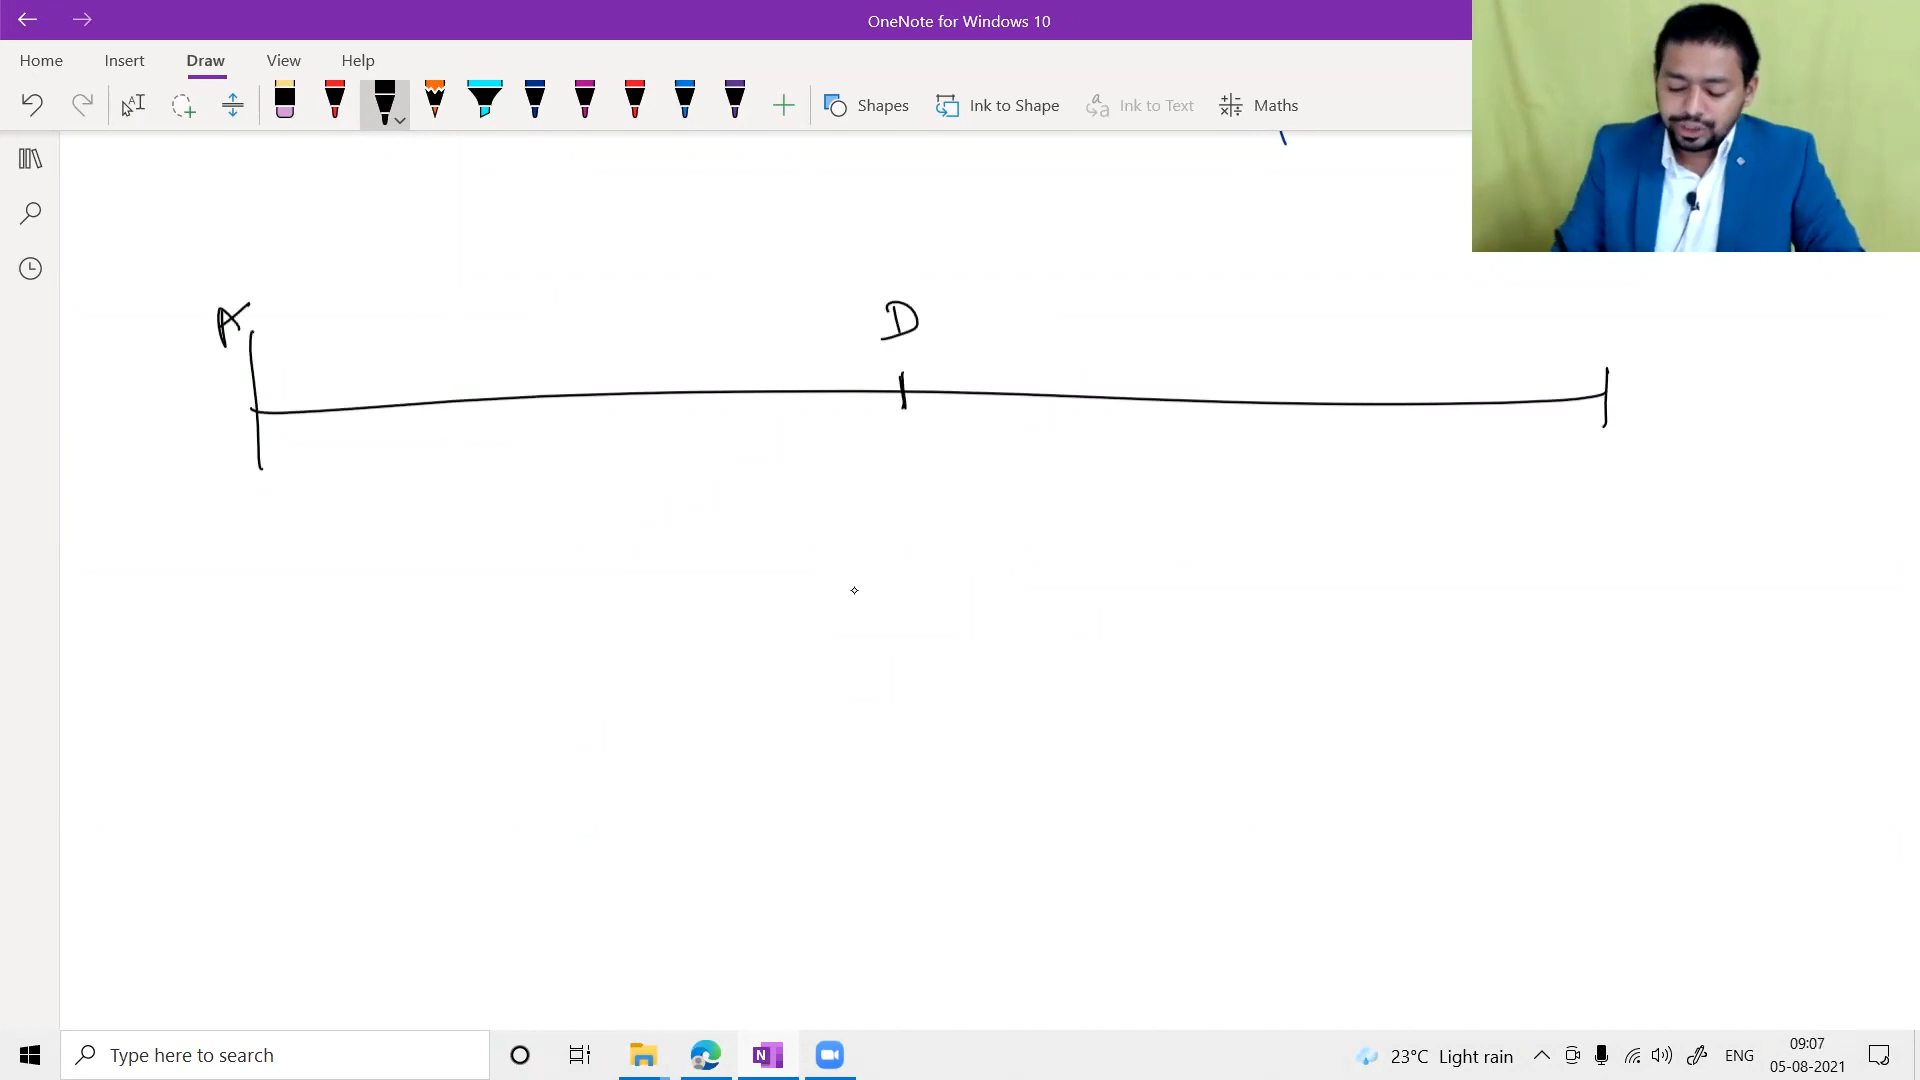 OneNote for Windows 10
Home Insert Draw View Help
Shapes Ink to Shape Ink to Text Maths
A
D
Type here to search
23°C Light rain
ENG
09:07
05-08-2021